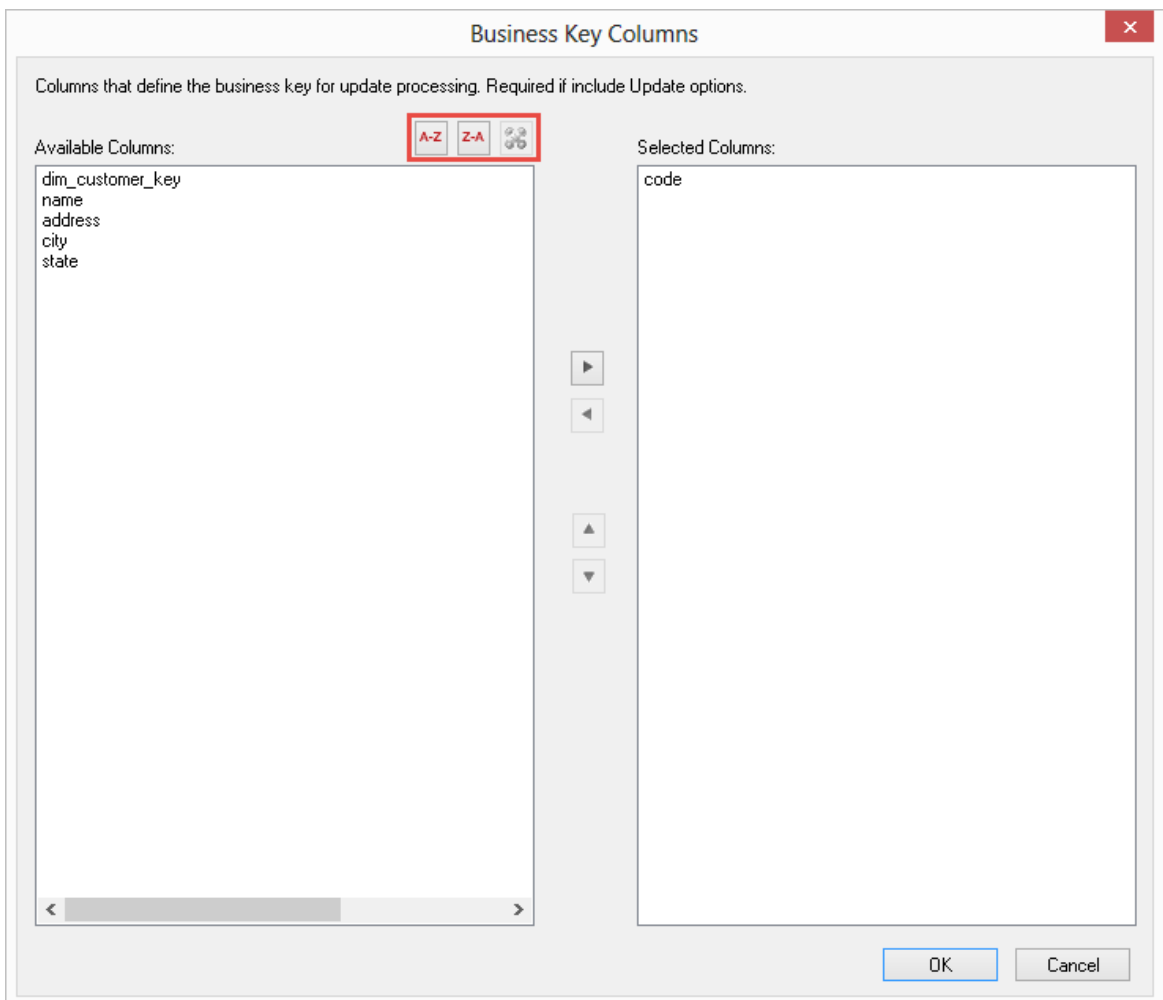 Business Key Columns
Columns that define the business key for update processing. Required if include Update options.
A-Z Z-A
Available Columns:
dim_customer_key
name
address
city
state
Selected Columns:
code
OK
Cancel